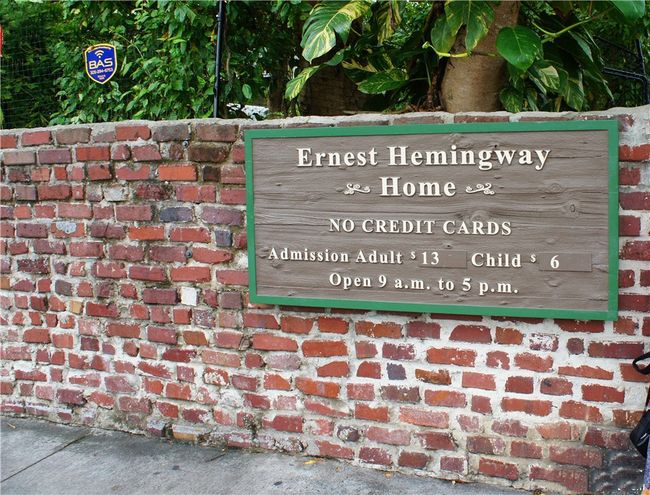 BAS
Ernest Hemingway
Home
NO CREDIT CARDS
Admission Adult $ 13 Child $ 6
Open 9 a.m. to 5 p.m.